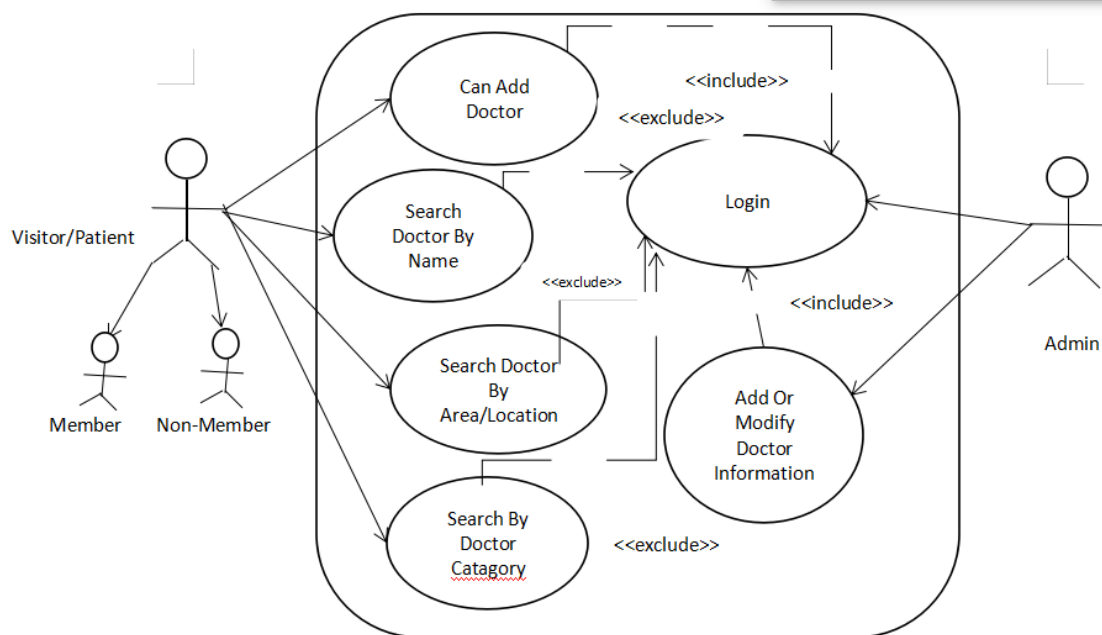 Can Add
Doctor
<<include>>
<<exclude>>
Login
Visitor/Patient
Search
Doctor By
Name
<<exclude>>
<<include>>
Admin
Search Doctor
By
Area/Location
Add Or
Modify
Doctor
Information
Member
Non-Member
Search By
Doctor
Catagory
<<exclude>>